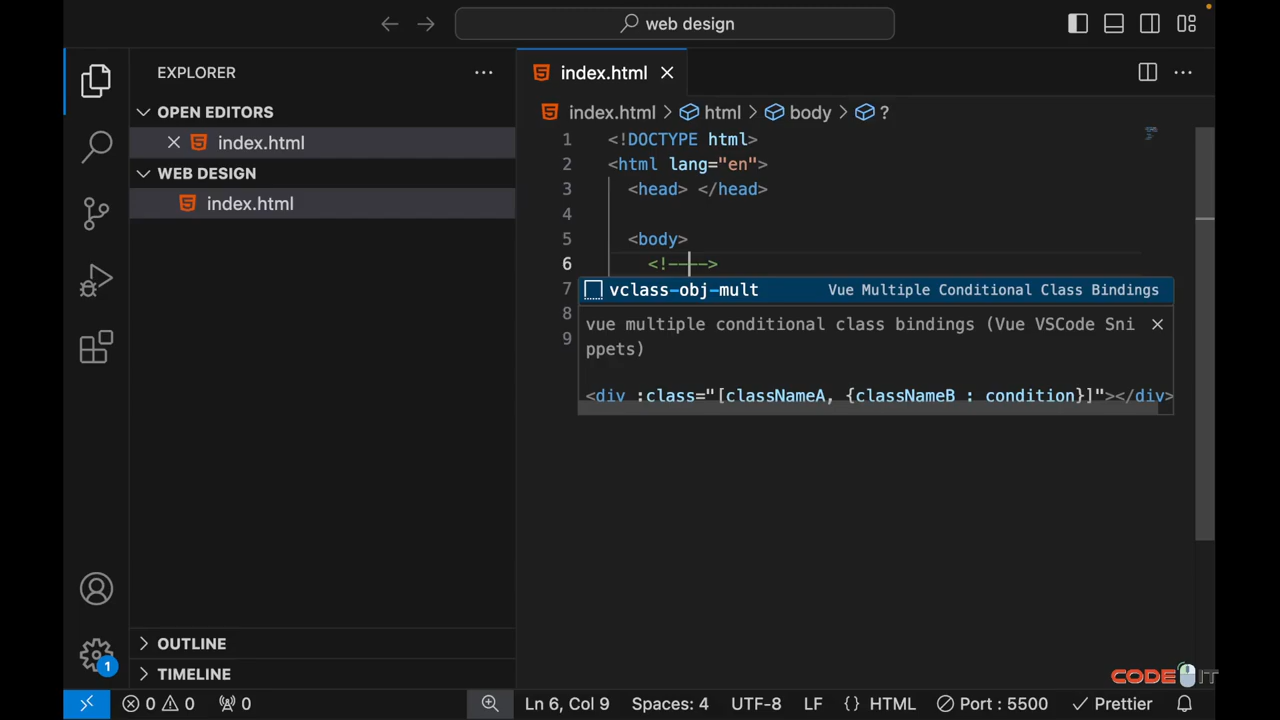 web design
EXPLORER
OPEN EDITORS
index.html
WEB DESIGN
index.html
OUTLINE
TIMELINE
index.html
index.html > html > body > ?
1 <!DOCTYPE html>
2 <html lang="en">
3 <head> </head>
4
5 <body>
6 <!---->
7
8
9
vclass-obj-mult Vue Multiple Conditional Class Bindings
vue multiple conditional class bindings (Vue VSCode Sni
ppets)
<div :class="[classNameA, {classNameB : condition}]"></div>
CODE IT
1
0 0 0 Ln 6, Col 9 Spaces: 4 UTF-8 LF {} HTML Port : 5500 Prettier